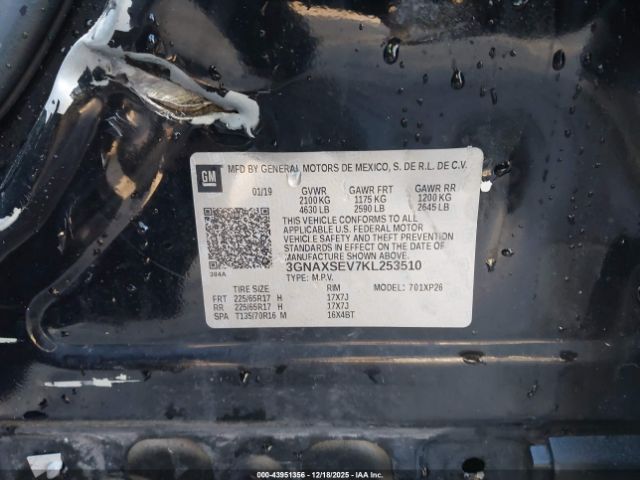 GM
MFD BY GENERAL MOTORS DE MEXICO, S. DE R.L. DE C.V.
01/19 GVWR GAWR FRT GAWR RR
2100 KG 1175 KG 1200 KG
4630 LB 2590 LB 2645 LB
THIS VEHICLE CONFORMS TO ALL
APPLICABLE U.S. FEDERAL MOTOR
VEHICLE SAFETY AND THEFT PREVENTION
STANDARDS IN EFFECT ON THE DATE OF
MANUFACTURE SHOWN ABOVE.
384A 3GNAXSEV7KL253510
TYPE: M.P.V. MODEL: 701XP26
TIRE SIZE RIM
FRT 225/65R17 H 17X7J
RR 225/65R17 H 17X7J
SPA T135/70R16 M 16X4BT
000-43951356 - 12/18/2025 - IAAI.COM